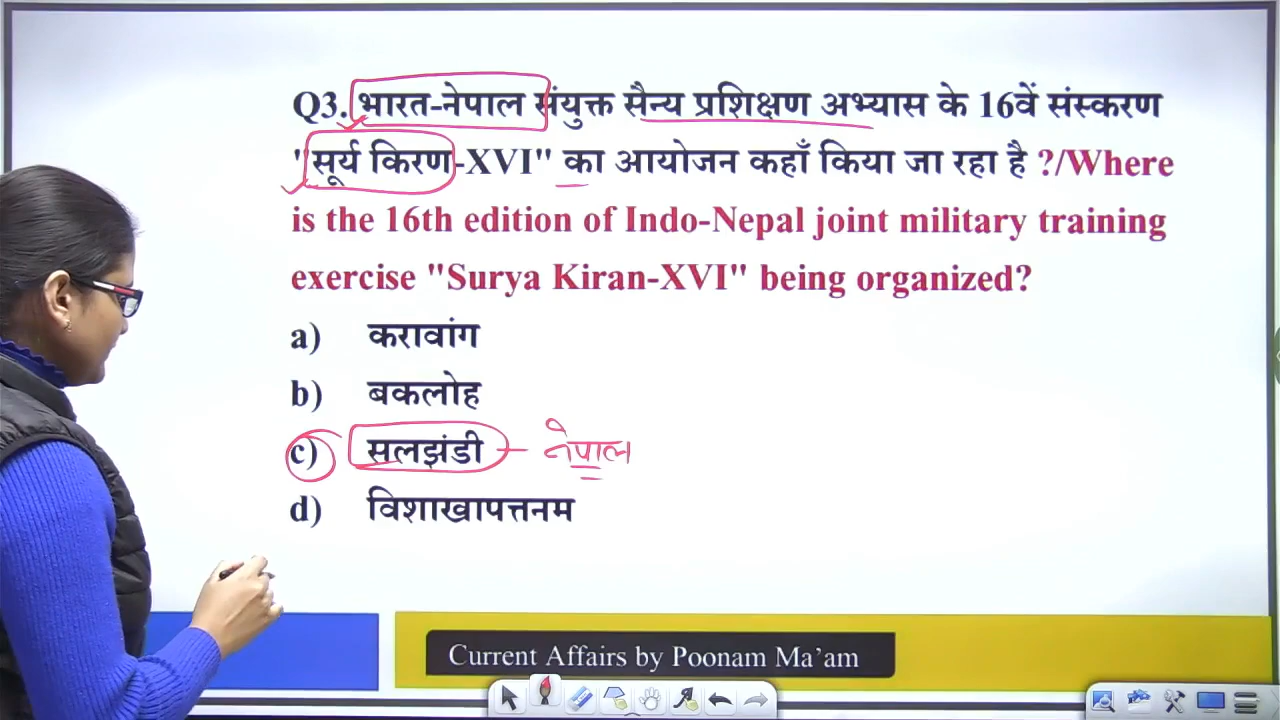 Q3. भारत-नेपाल संयुक्त सैन्य प्रशिक्षण अभ्यास के 16वें संस्करण
"सूर्य किरण-XVI" का आयोजन कहाँ किया जा रहा है ?/Where
is the 16th edition of Indo-Nepal joint military training
exercise "Surya Kiran-XVI" being organized?
a) करावांग
b) बकलोह
c) सलझंडी - नेपाल
d) विशाखापत्तनम
Current Affairs by Poonam Ma'am